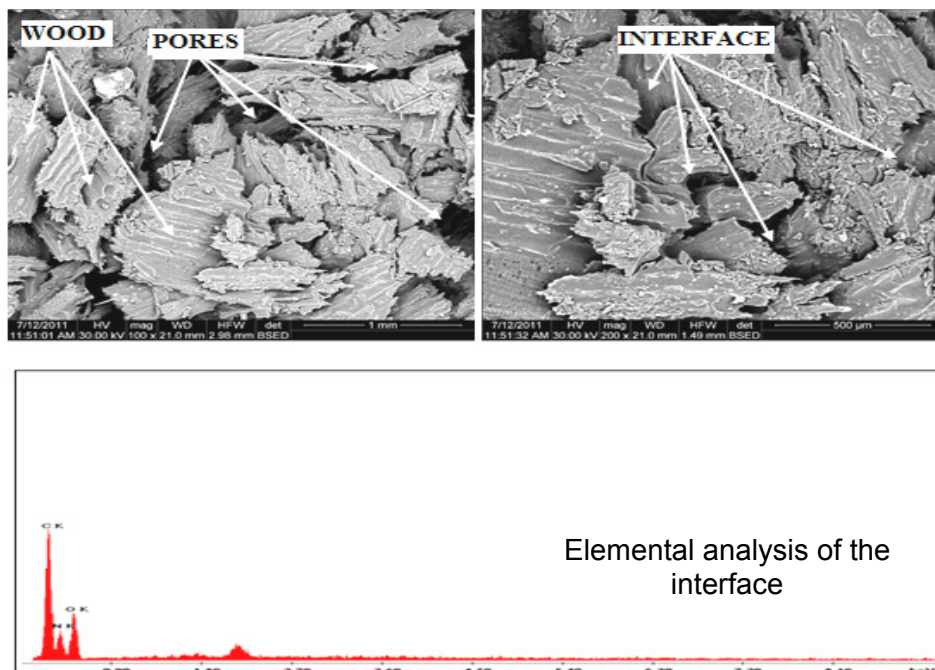 WOOD
PORES
INTERFACE
7/12/2011 HV mag WD HFW det 1 mm
11:51:01 AM 30.00 kV 100 x 21.0 mm 2.98 mm BSED
7/12/2011 HV mag WD HFW det 500 µm
11:51:32 AM 30.00 kV 200 x 21.0 mm 1.49 mm BSED
C K
N K
O K
Elemental analysis of the
interface